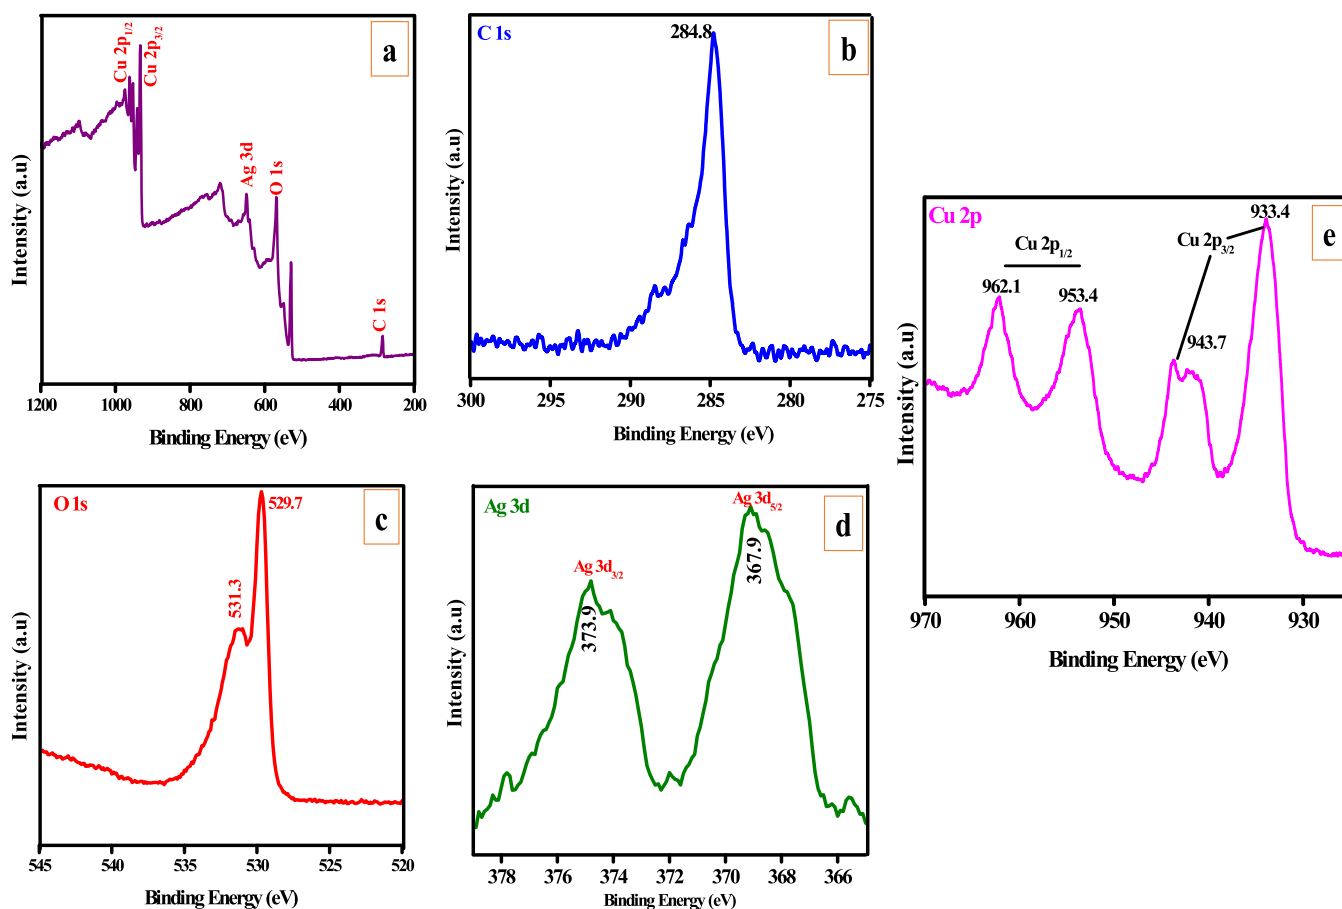 a
Cu 2p1/2
Cu 2p3/2
Ag 3d
O 1s
C 1s
Intensity (a.u)
1200 1000 800 600 400 200
Binding Energy (eV)
b
C 1s
284.8
Intensity (a.u)
300 295 290 285 280 275
Binding Energy (eV)
c
O 1s
529.7
531.3
Intensity (a.u)
545 540 535 530 525 520
Binding Energy (eV)
d
Ag 3d
Ag 3d5/2
367.9
Ag 3d3/2
373.9
Intensity (a.u)
378 376 374 372 370 368 366
Binding Energy (eV)
e
Cu 2p
933.4
Cu 2p1/2
Cu 2p3/2
962.1
953.4
943.7
Intensity (a.u)
970 960 950 940 930
Binding Energy (eV)